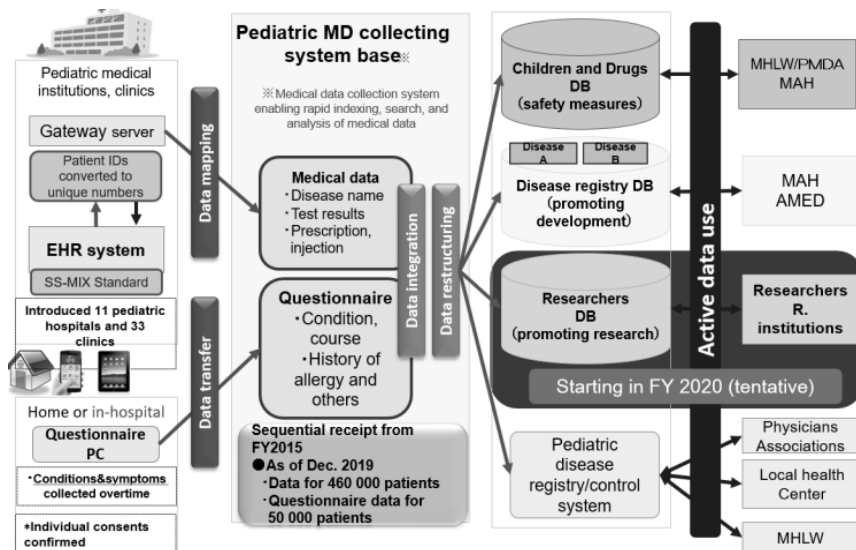 Pediatric medical
institutions, clinics
Gateway server
Patient IDs
converted to
unique numbers
EHR system
SS-MIX Standard
Introduced 11 pediatric
hospitals and 33
clinics
Home or in-hospital
Questionnaire
PC
・Conditions&symptoms
collected overtime
*Individual consents
confirmed
Data mapping
Data transfer
Pediatric MD collecting
system base※
※Medical data collection system
enabling rapid indexing, search, and
analysis of medical data
Medical data
・Disease name
・Test results
・Prescription,
injection
Questionnaire
・Condition,
course
・History of
allergy and
others
Sequential receipt from
FY2015
●As of Dec. 2019
・Data for 460 000 patients
・Questionnaire data for
50 000 patients
Data integration
Data restructuring
Children and Drugs
DB
(safety measures)
Disease
A
Disease
B
Disease registry DB
(promoting
development)
Researchers
DB
(promoting research)
Starting in FY 2020 (tentative)
Pediatric
disease
registry/control
system
Active data use
MHLW/PMDA
MAH
MAH
AMED
Researchers
R.
institutions
Physicians
Associations
Local health
Center
MHLW